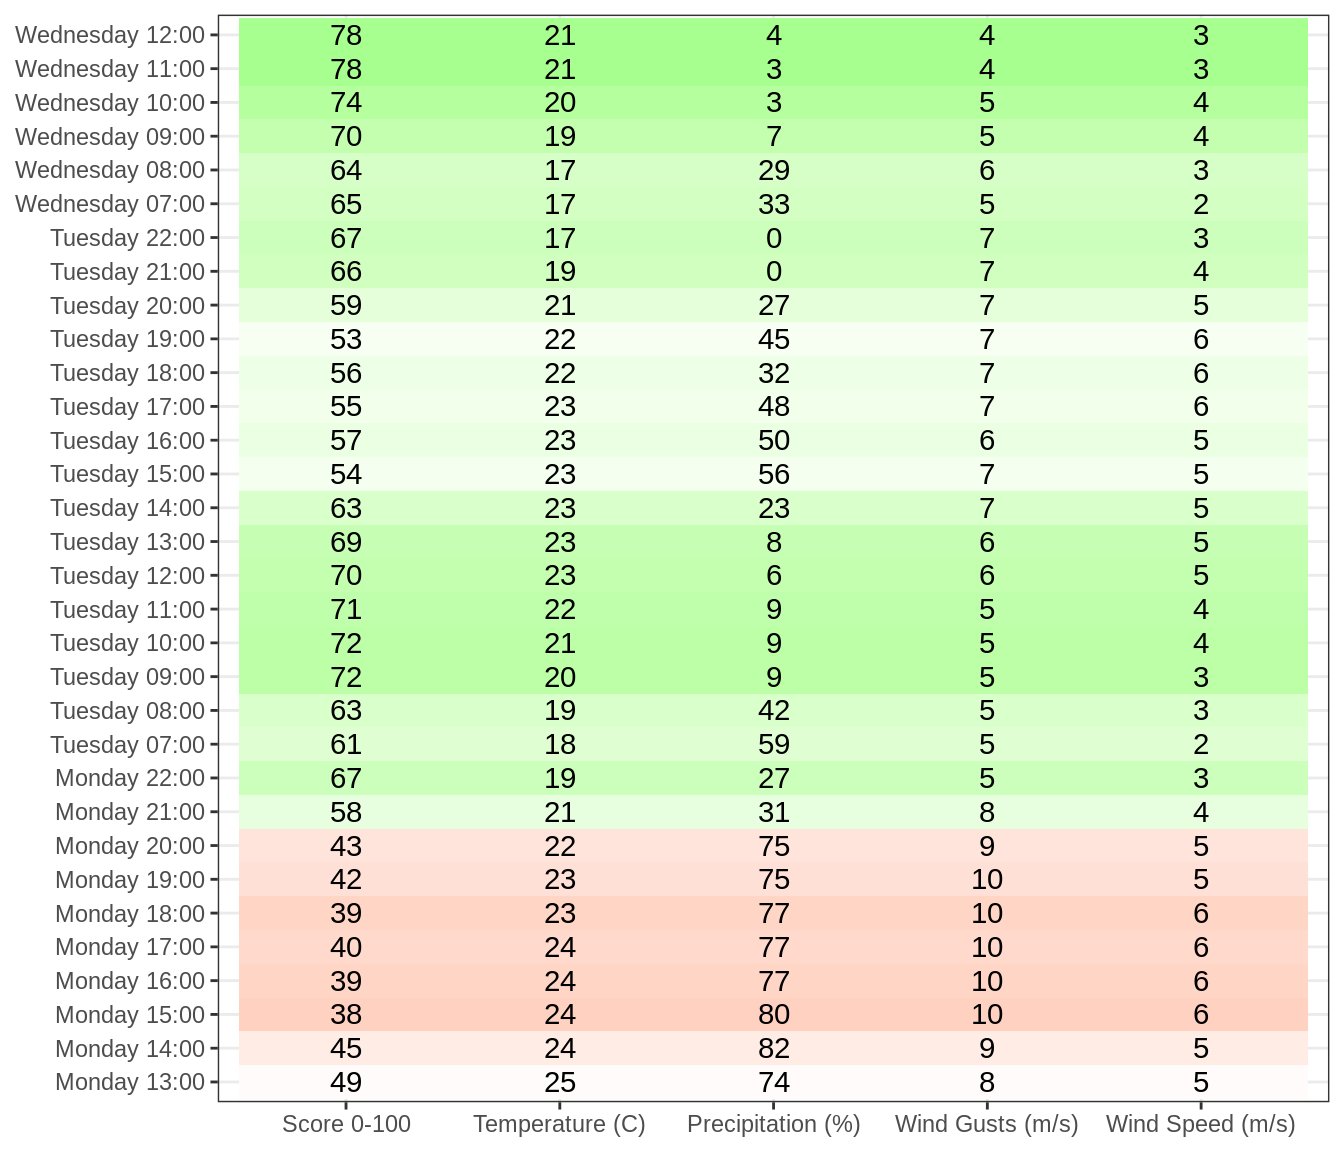 Wednesday 12:00 78 21 4 4 3
Wednesday 11:00 78 21 3 4 3
Wednesday 10:00 74 20 3 5 4
Wednesday 09:00 70 19 7 5 4
Wednesday 08:00 64 17 29 6 3
Wednesday 07:00 65 17 33 5 2
Tuesday 22:00 67 17 0 7 3
Tuesday 21:00 66 19 0 7 4
Tuesday 20:00 59 21 27 7 5
Tuesday 19:00 53 22 45 7 6
Tuesday 18:00 56 22 32 7 6
Tuesday 17:00 55 23 48 7 6
Tuesday 16:00 57 23 50 6 5
Tuesday 15:00 54 23 56 7 5
Tuesday 14:00 63 23 23 7 5
Tuesday 13:00 69 23 8 6 5
Tuesday 12:00 70 23 6 6 5
Tuesday 11:00 71 22 9 5 4
Tuesday 10:00 72 21 9 5 4
Tuesday 09:00 72 20 9 5 3
Tuesday 08:00 63 19 42 5 3
Tuesday 07:00 61 18 59 5 2
Monday 22:00 67 19 27 5 3
Monday 21:00 58 21 31 8 4
Monday 20:00 43 22 75 9 5
Monday 19:00 42 23 75 10 5
Monday 18:00 39 23 77 10 6
Monday 17:00 40 24 77 10 6
Monday 16:00 39 24 77 10 6
Monday 15:00 38 24 80 10 6
Monday 14:00 45 24 82 9 5
Monday 13:00 49 25 74 8 5
Score 0-100 Temperature (C) Precipitation (%) Wind Gusts (m/s) Wind Speed (m/s)